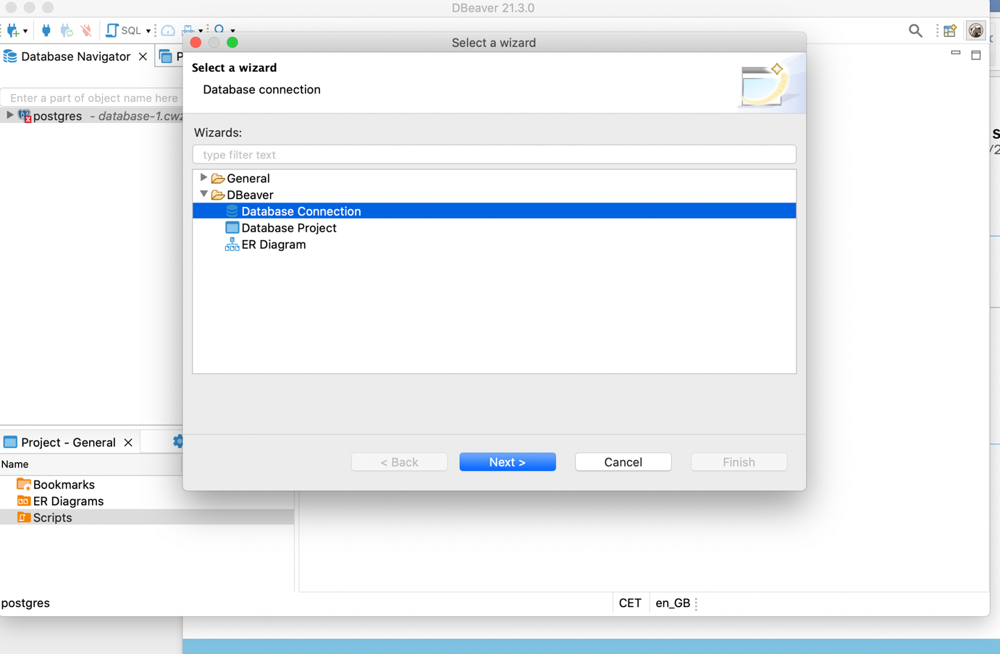 DBeaver 21.3.0
SQL
Database Navigator
P
Enter a part of object name here
postgres - database-1.cwz
Select a wizard
Select a wizard
Database connection
Wizards:
type filter text
General
DBeaver
Database Connection
Database Project
ER Diagram
< Back
Next >
Cancel
Finish
Project - General
Name
Bookmarks
ER Diagrams
Scripts
postgres
CET
en_GB
S
/2